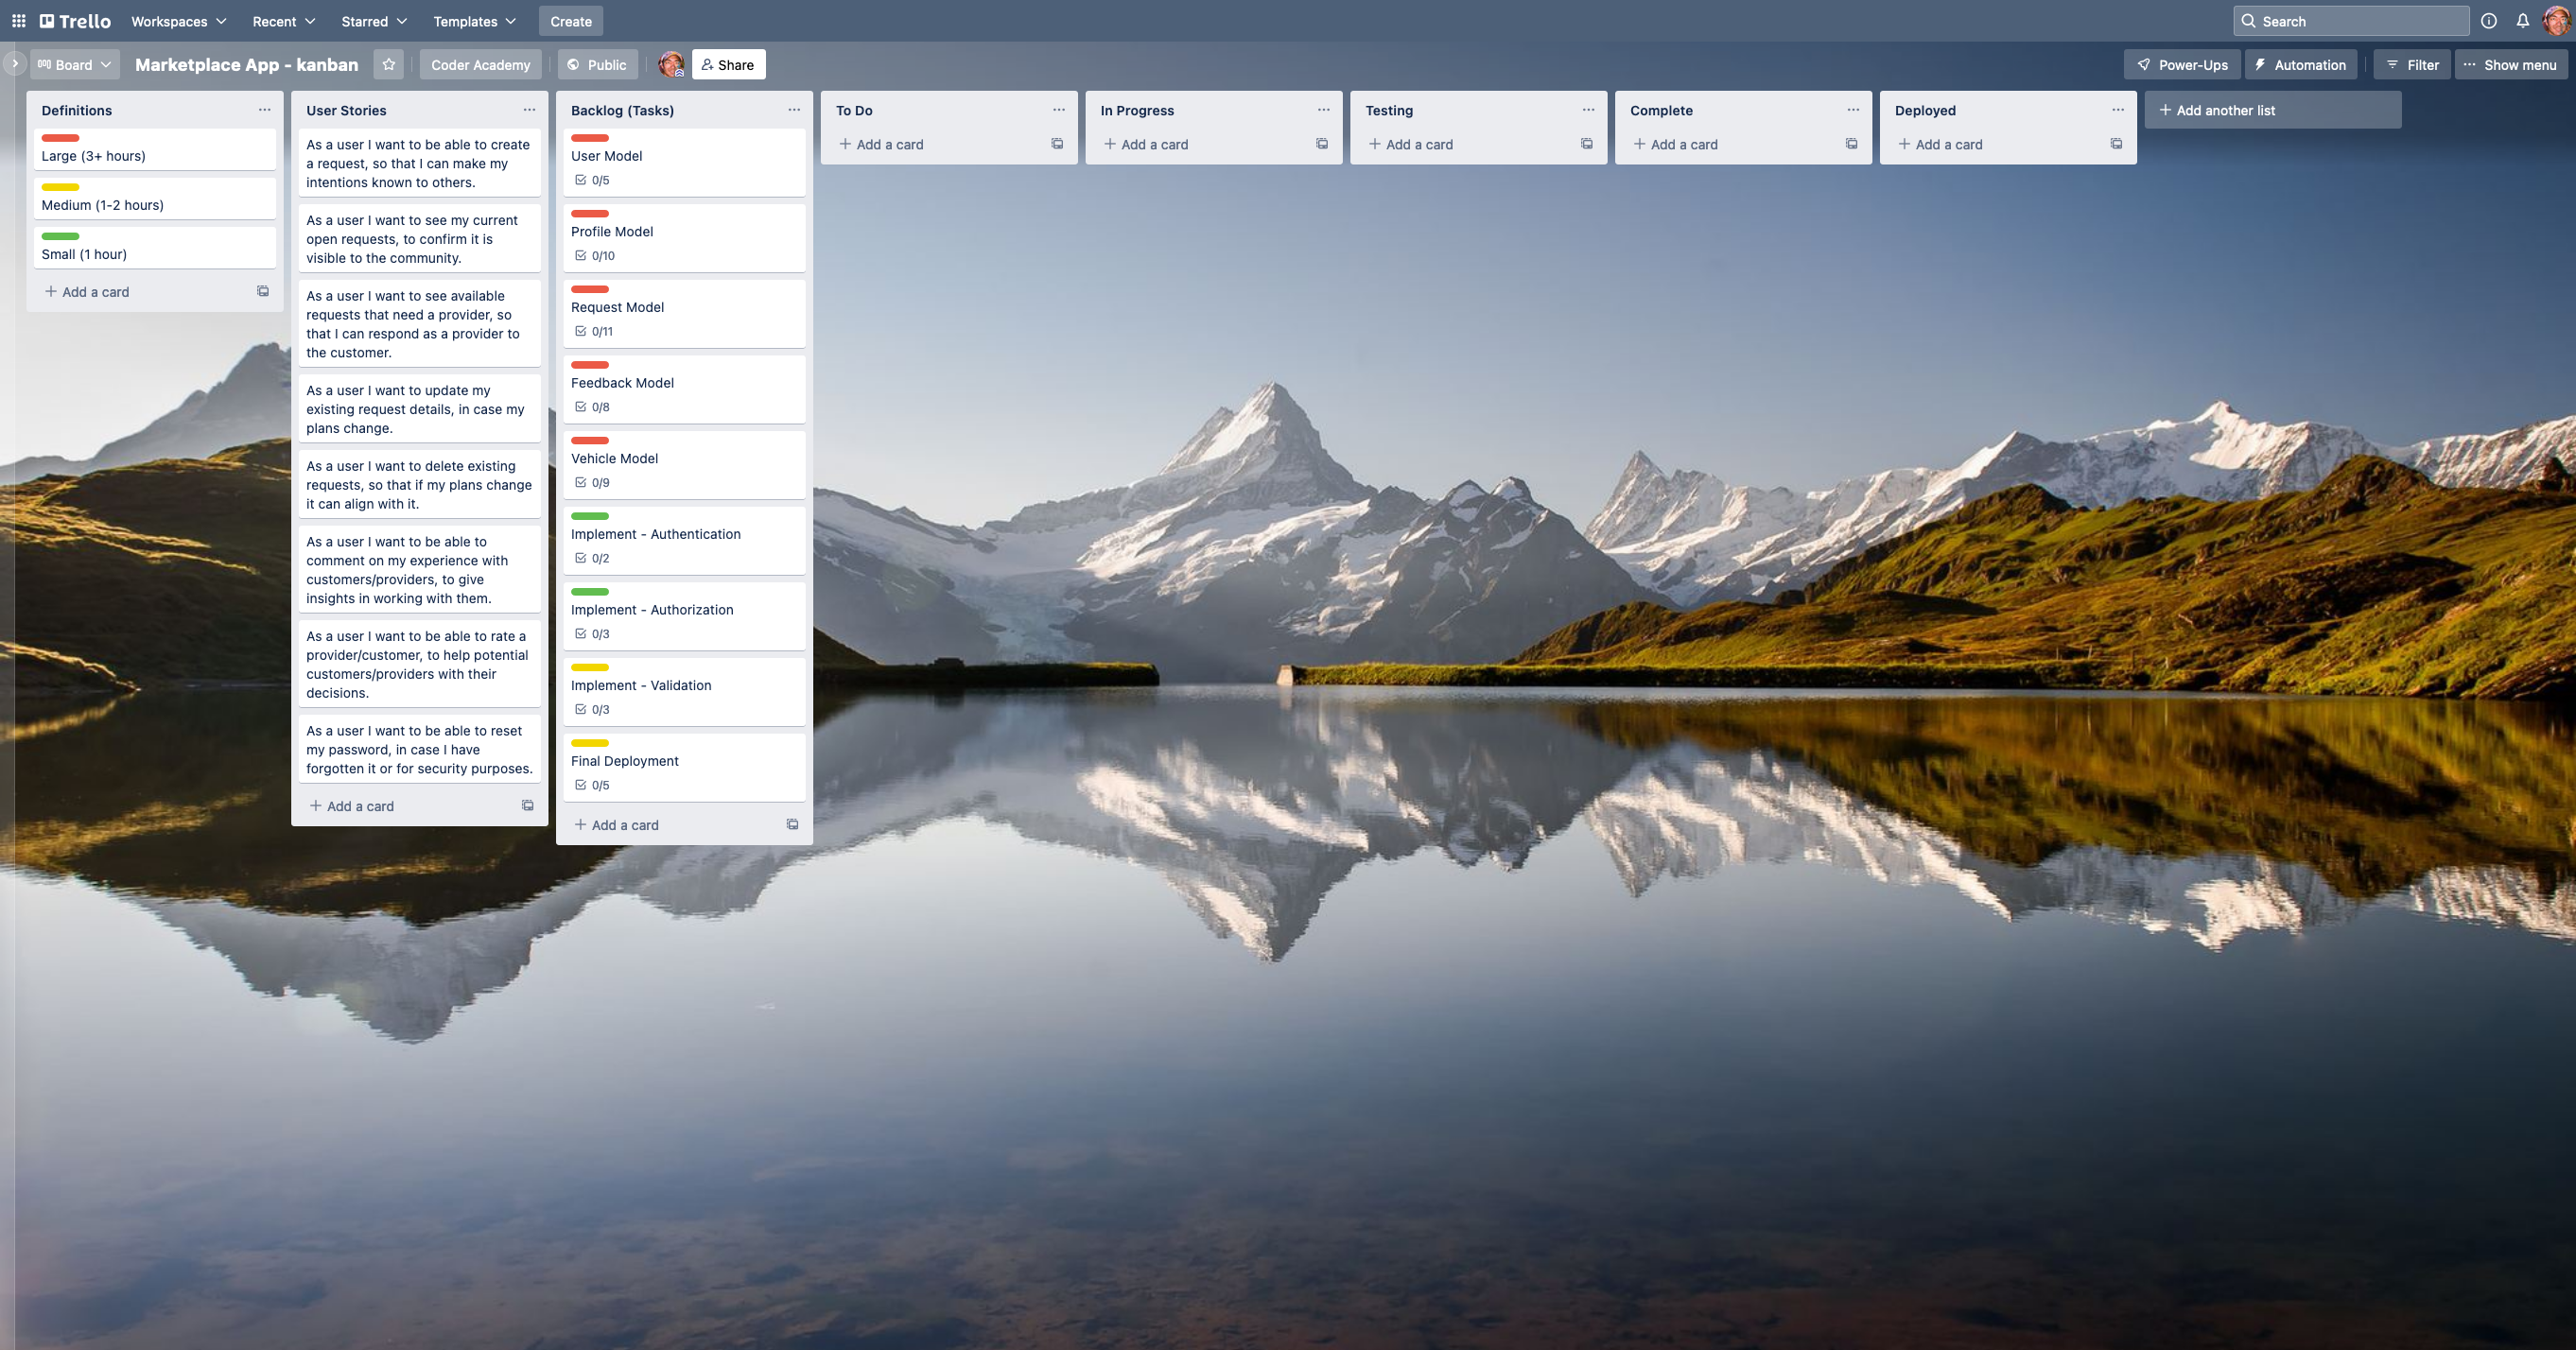 Trello
Workspaces
Recent
Starred
Templates
Create
Search
Board
Marketplace App - kanban
Coder Academy
Public
Share
Power-Ups
Automation
Filter
Show menu
Definitions
Large (3+ hours)
Medium (1-2 hours)
Small (1 hour)
Add a card
User Stories
As a user I want to be able to create
a request, so that I can make my
intentions known to others.
As a user I want to see my current
open requests, to confirm it is
visible to the community.
As a user I want to see available
requests that need a provider, so
that I can respond as a provider to
the customer.
As a user I want to update my
existing request details, in case my
plans change.
As a user I want to delete existing
requests, so that if my plans change
it can align with it.
As a user I want to be able to
comment on my experience with
customers/providers, to give
insights in working with them.
As a user I want to be able to rate a
provider/customer, to help potential
customers/providers with their
decisions.
As a user I want to be able to reset
my password, in case I have
forgotten it or for security purposes.
Add a card
Backlog (Tasks)
User Model
0/5
Profile Model
0/10
Request Model
0/11
Feedback Model
0/8
Vehicle Model
0/9
Implement - Authentication
0/2
Implement - Authorization
0/3
Implement - Validation
0/3
Final Deployment
0/5
Add a card
To Do
Add a card
In Progress
Add a card
Testing
Add a card
Complete
Add a card
Deployed
Add a card
Add another list